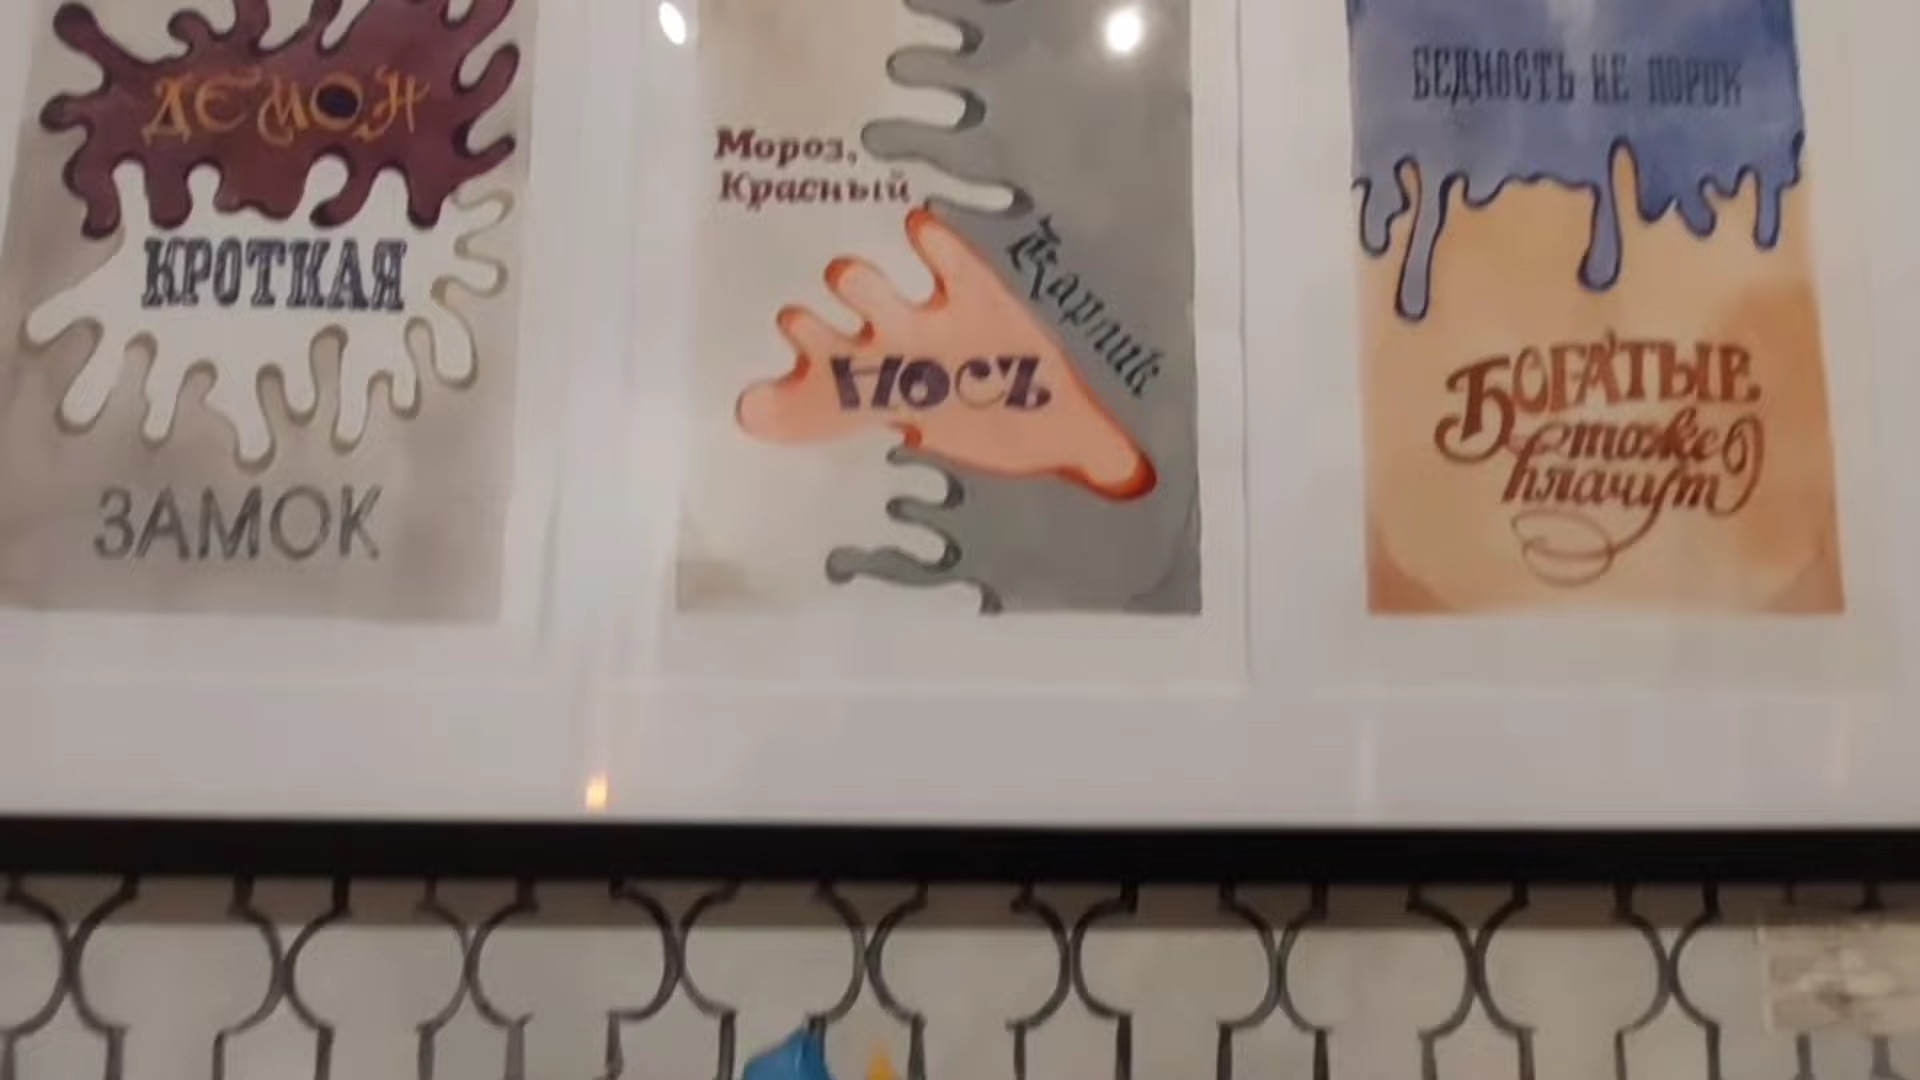 ДЕМОН
КРОТКАЯ
ЗАМОК
Мороз,
Красный
НОСЪ
Карлик
БЕДНОСТЬ НЕ ПОРОК
БОГАТЫЕ
тоже
плачут